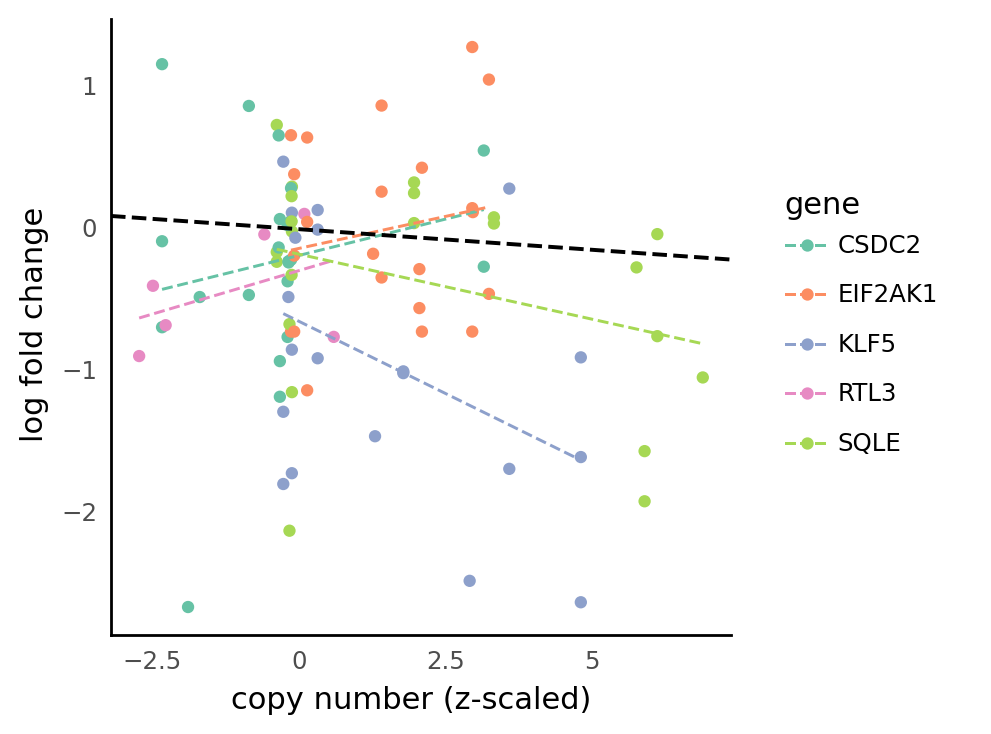 1
0
−1
−2
−2.5
0
2.5
5
log fold change
copy number (z-scaled)
gene
CSDC2
EIF2AK1
KLF5
RTL3
SQLE